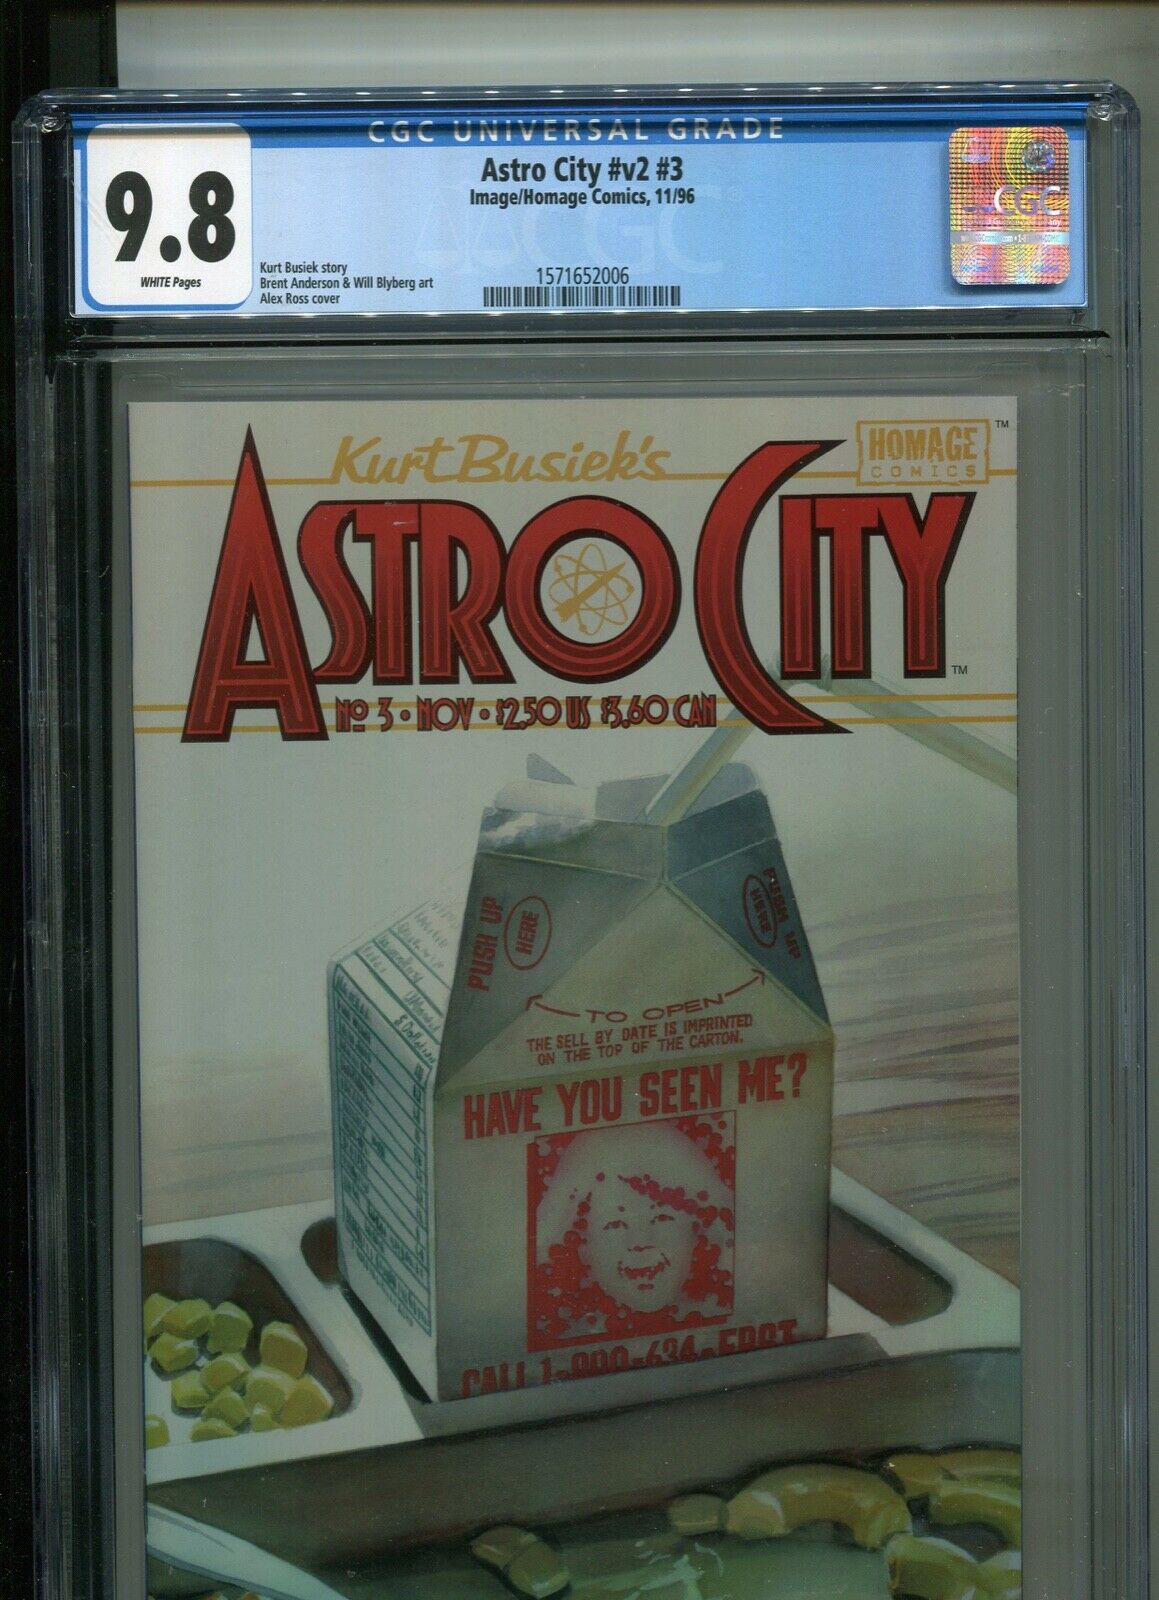 CGC UNIVERSAL GRADE
9.8
WHITE Pages
Astro City #v2 #3
Image/Homage Comics, 11/96
Kurt Busiek story
Brent Anderson & Will Blyberg art
Alex Ross cover
1571652006
CGC
Kurt Busiek's
HOMAGE
COMICS
TM
ASTRO CITY
TM
No 3 • NOV • $2.50 US $3.60 CAN
PUSH UP
HERE
PUSH UP
HERE
TO OPEN
THE SELL BY DATE IS IMPRINTED
ON THE TOP OF THE CARTON.
HAVE YOU SEEN ME?
CALL